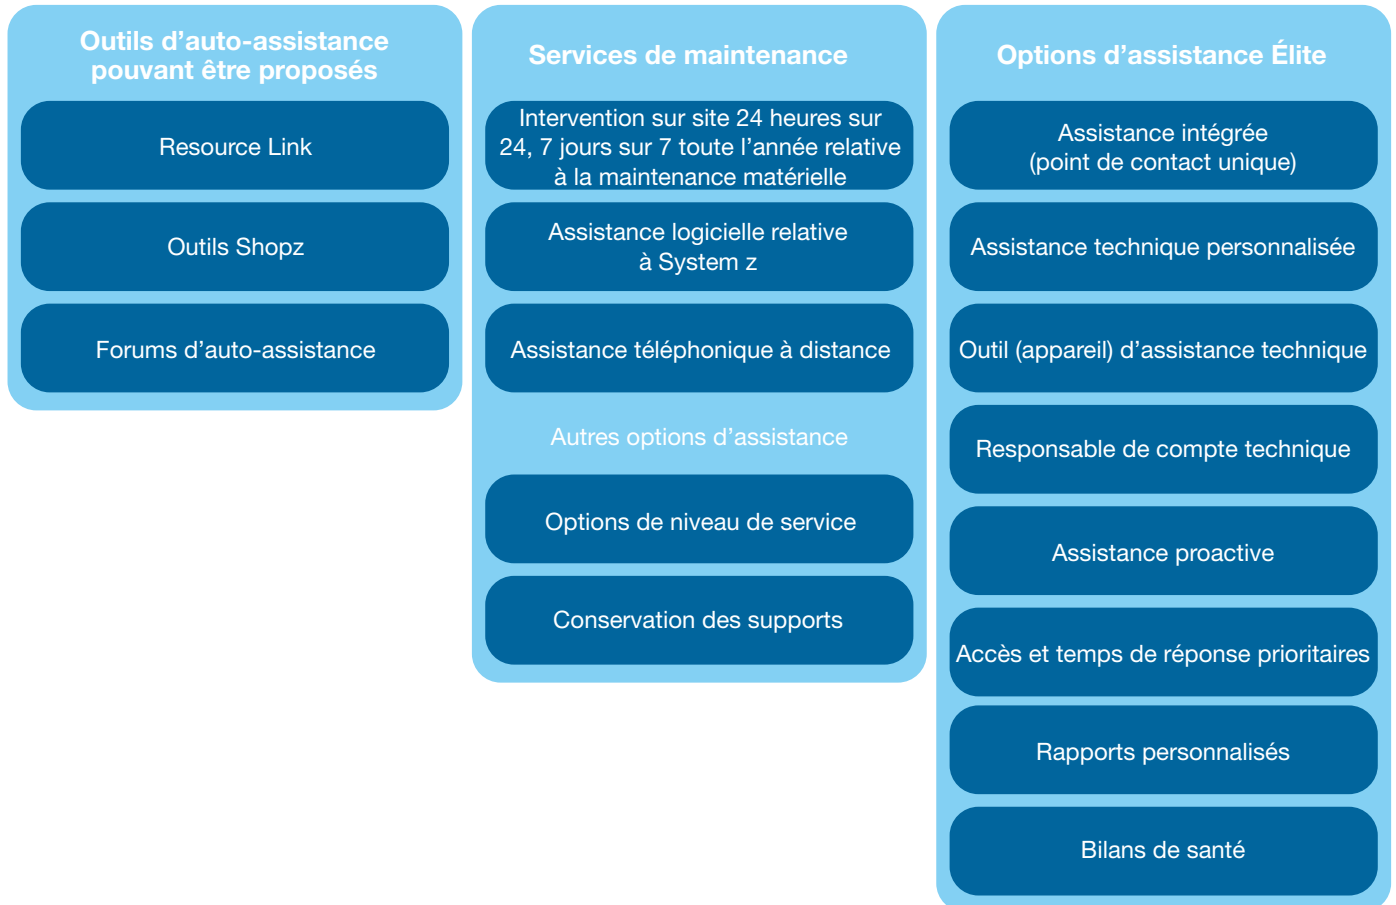 Outils d’auto-assistance
pouvant être proposés
Resource Link
Outils Shopz
Forums d’auto-assistance
Services de maintenance
Intervention sur site 24 heures sur
24, 7 jours sur 7 toute l’année relative
à la maintenance matérielle
Assistance logicielle relative
à System z
Assistance téléphonique à distance
Autres options d’assistance
Options de niveau de service
Conservation des supports
Options d’assistance Élite
Assistance intégrée
(point de contact unique)
Assistance technique personnalisée
Outil (appareil) d’assistance technique
Responsable de compte technique
Assistance proactive
Accès et temps de réponse prioritaires
Rapports personnalisés
Bilans de santé